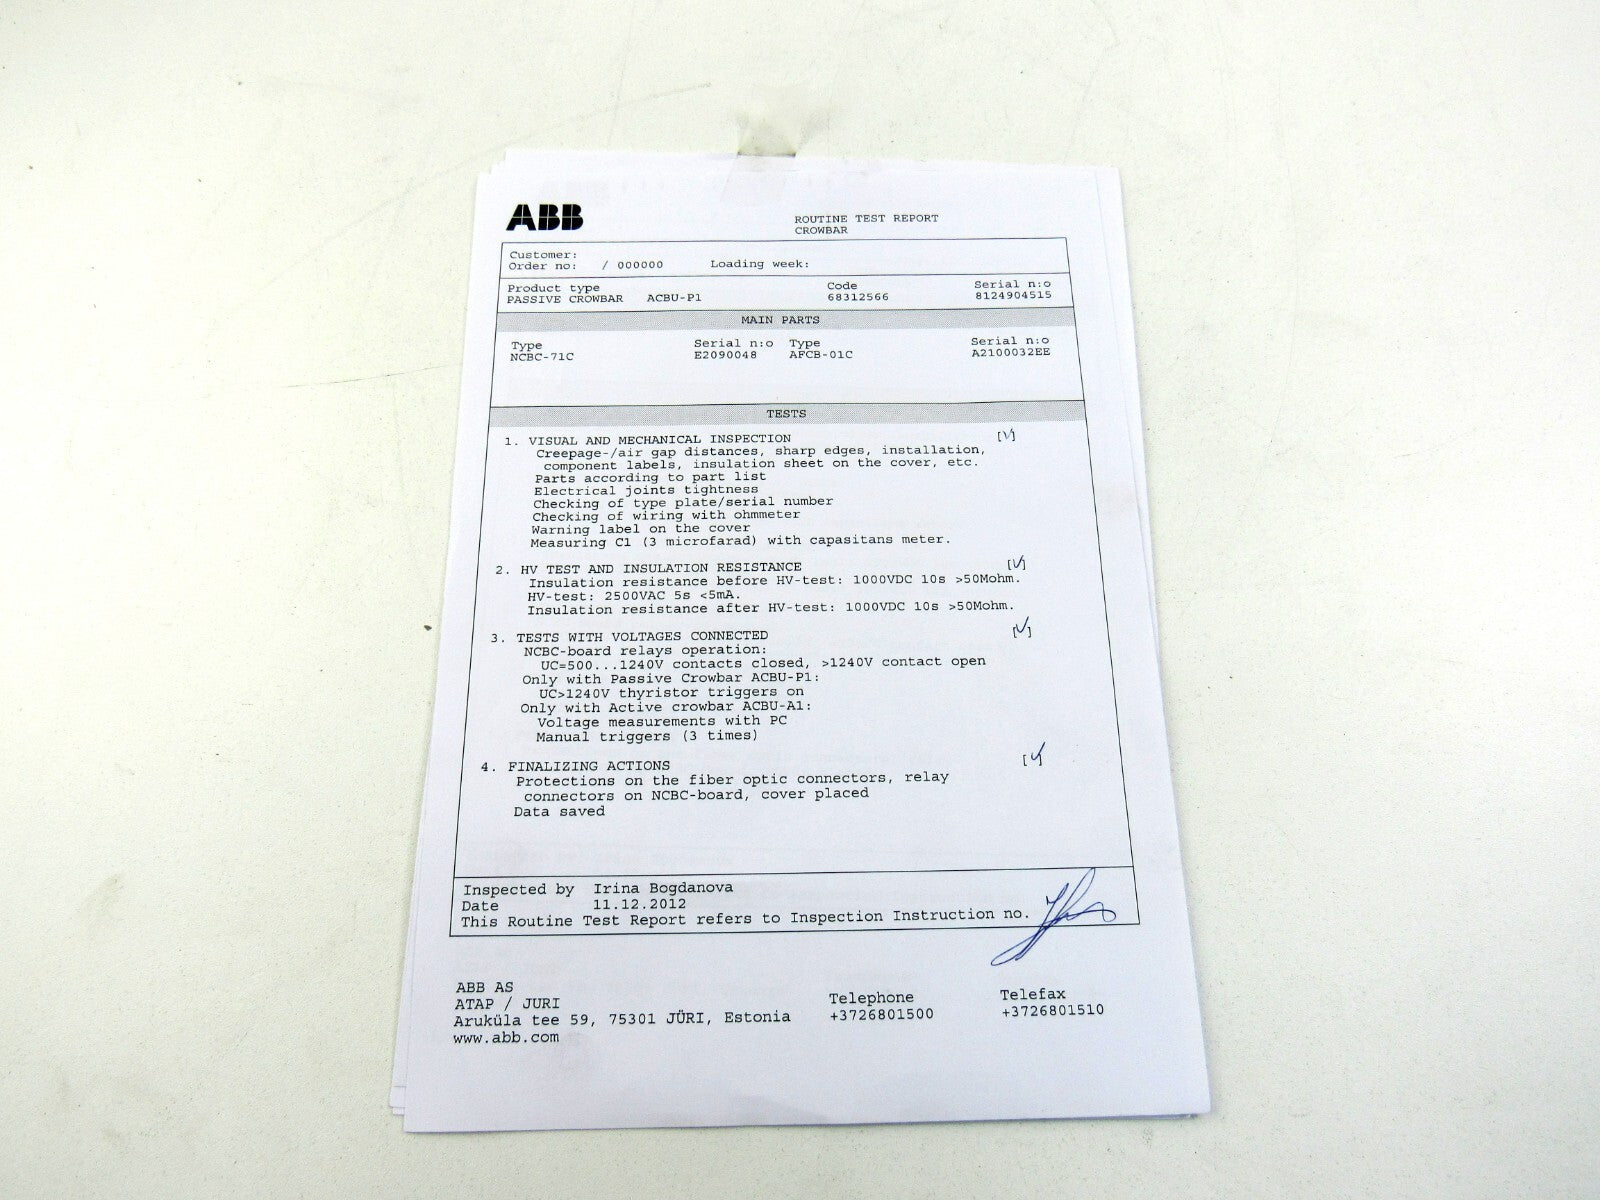 ABB
ROUTINE TEST REPORT
CROWBAR
Customer:
Order no: / 000000 Loading week:
Product type Code Serial n:o
PASSIVE CROWBAR ACBU-P1 68312566 8124904515
MAIN PARTS
Type Serial n:o Type Serial n:o
NCBC-71C E2090048 AFCB-01C A2100032EE
TESTS
1. VISUAL AND MECHANICAL INSPECTION [√]
Creepage-/air gap distances, sharp edges, installation,
component labels, insulation sheet on the cover, etc.
Parts according to part list
Electrical joints tightness
Checking of type plate/serial number
Checking of wiring with ohmmeter
Warning label on the cover
Measuring C1 (3 microfarad) with capasitans meter.
2. HV TEST AND INSULATION RESISTANCE [√]
Insulation resistance before HV-test: 1000VDC 10s >50Mohm.
HV-test: 2500VAC 5s <5mA.
Insulation resistance after HV-test: 1000VDC 10s >50Mohm.
3. TESTS WITH VOLTAGES CONNECTED [√]
NCBC-board relays operation:
UC=500...1240V contacts closed, >1240V contact open
Only with Passive Crowbar ACBU-P1:
UC>1240V thyristor triggers on
Only with Active crowbar ACBU-A1:
Voltage measurements with PC
Manual triggers (3 times)
4. FINALIZING ACTIONS [√]
Protections on the fiber optic connectors, relay
connectors on NCBC-board, cover placed
Data saved
Inspected by Irina Bogdanova
Date 11.12.2012
This Routine Test Report refers to Inspection Instruction no.
ABB AS
ATAP / JURI Telephone Telefax
Aruküla tee 59, 75301 JÜRI, Estonia +3726801500 +3726801510
www.abb.com